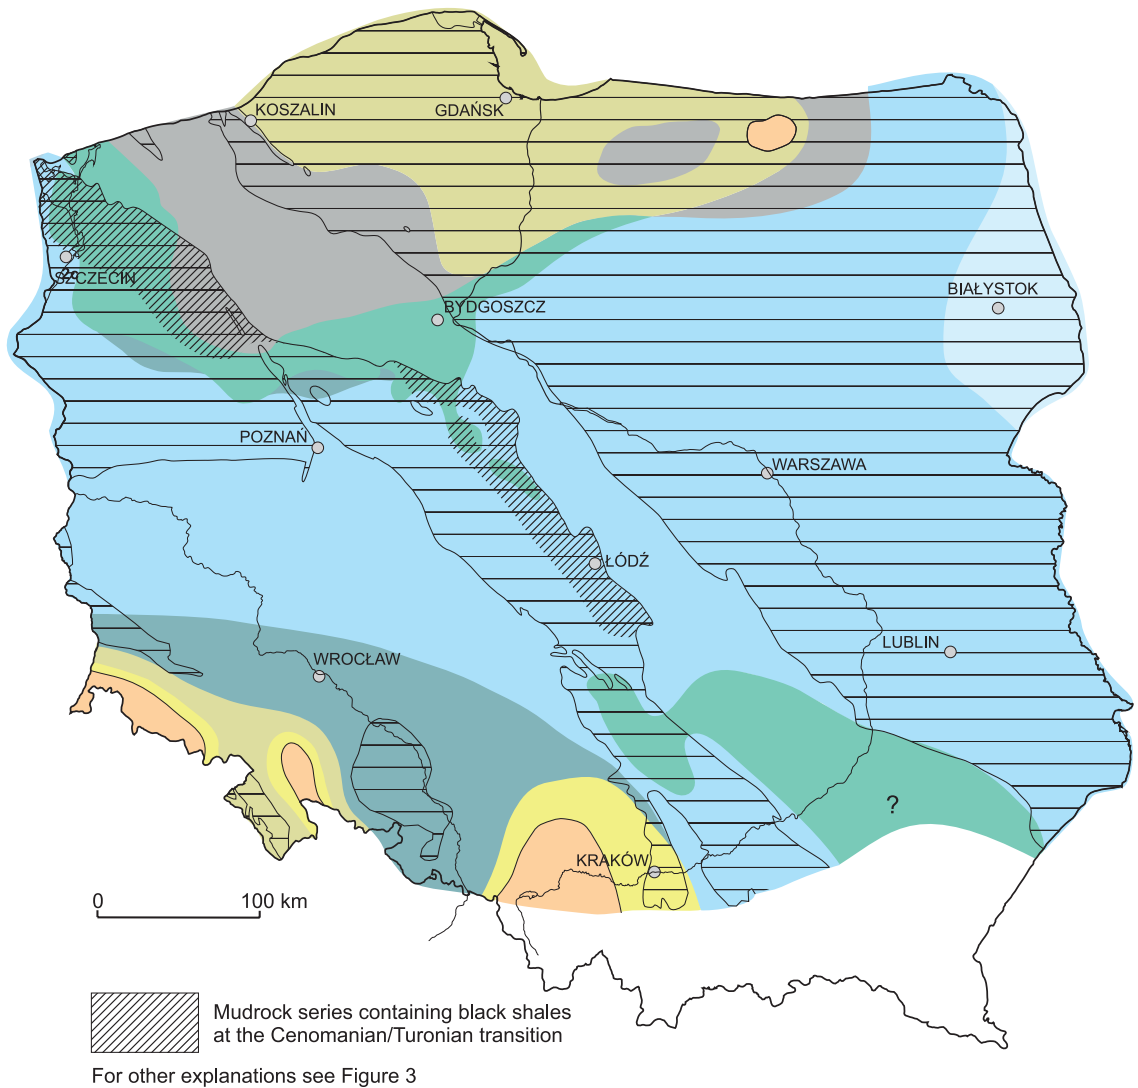 KOSZALIN
GDAŃSK
SZCZECIN
BYDGOSZCZ
BIAŁYSTOK
POZNAŃ
WARSZAWA
ŁÓDŹ
LUBLIN
WROCŁAW
?
KRAKÓW
0 100 km
Mudrock series containing black shales
at the Cenomanian/Turonian transition
For other explanations see Figure 3